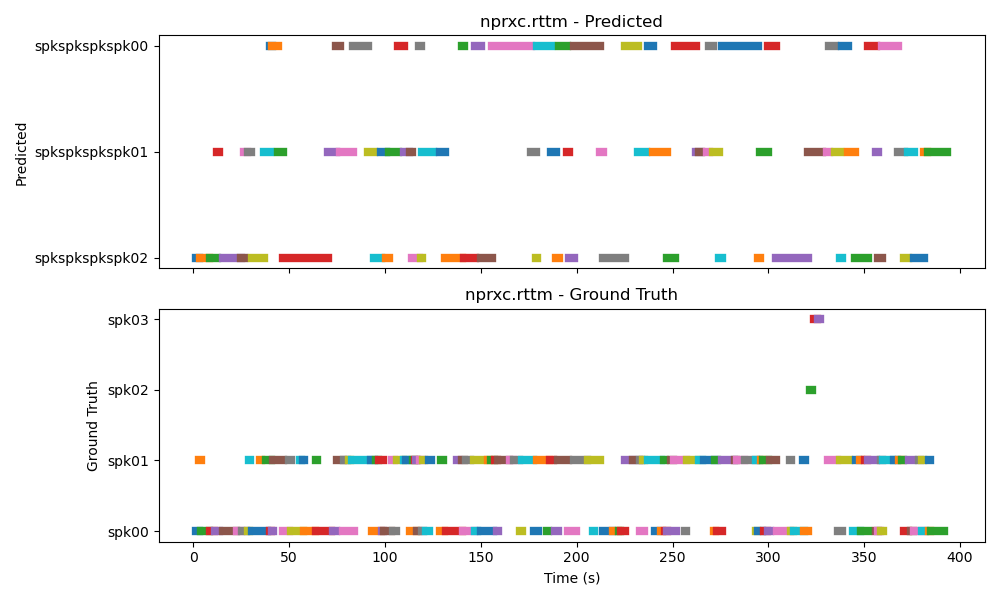 nprxc.rttm - Predicted
spkspkspkspk00
spkspkspkspk01
spkspkspkspk02
Predicted
nprxc.rttm - Ground Truth
spk03
spk02
spk01
spk00
Ground Truth
0 50 100 150 200 250 300 350 400
Time (s)